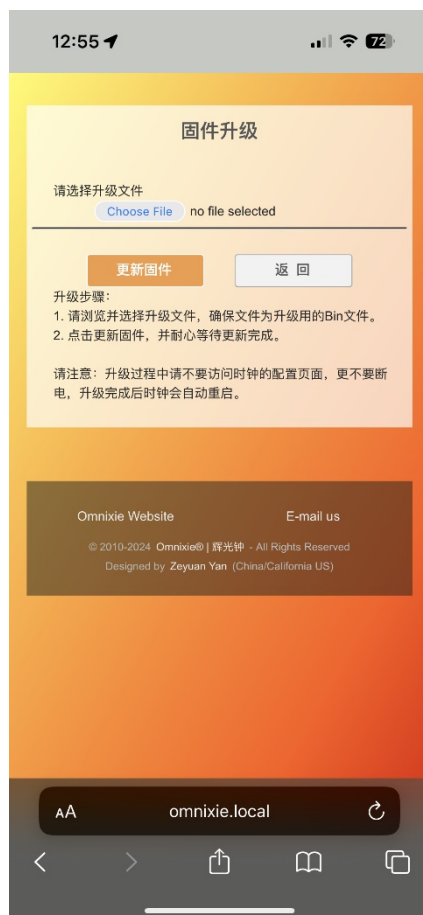 12:55
72
固件升级
请选择升级文件
Choose File no file selected
更新固件 返 回
升级步骤：
1. 请浏览并选择升级文件，确保文件为升级用的Bin文件。
2. 点击更新固件，并耐心等待更新完成。
请注意：升级过程中请不要访问时钟的配置页面，更不要断
电，升级完成后时钟会自动重启。
Omnixie Website E-mail us
© 2010-2024 Omnixie® | 辉光钟 - All Rights Reserved
Designed by Zeyuan Yan (China/California US)
AA omnixie.local